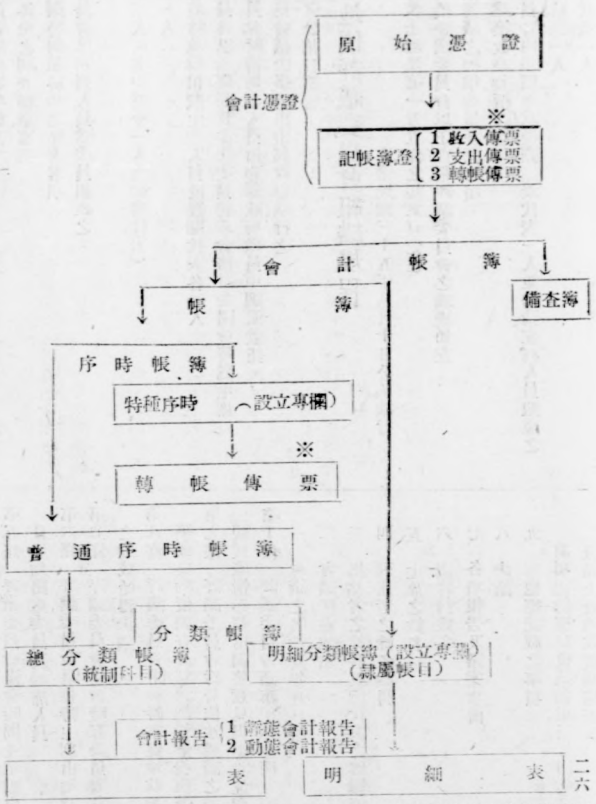 原始憑證
會計憑證
※
記帳簿證
1 收入傳票
2 支出傳票
3 轉帳傳票
會計帳簿
帳簿
備查簿
序時帳簿
特種序時（設立專欄）
※
轉帳傳票
普通序時帳簿
分類帳簿
總分類帳簿
（統制科目）
明細分類帳簿（設立專欄）
（隸屬帳目）
會計報告
1 靜態會計報告
2 動態會計報告
表
明細表
二六